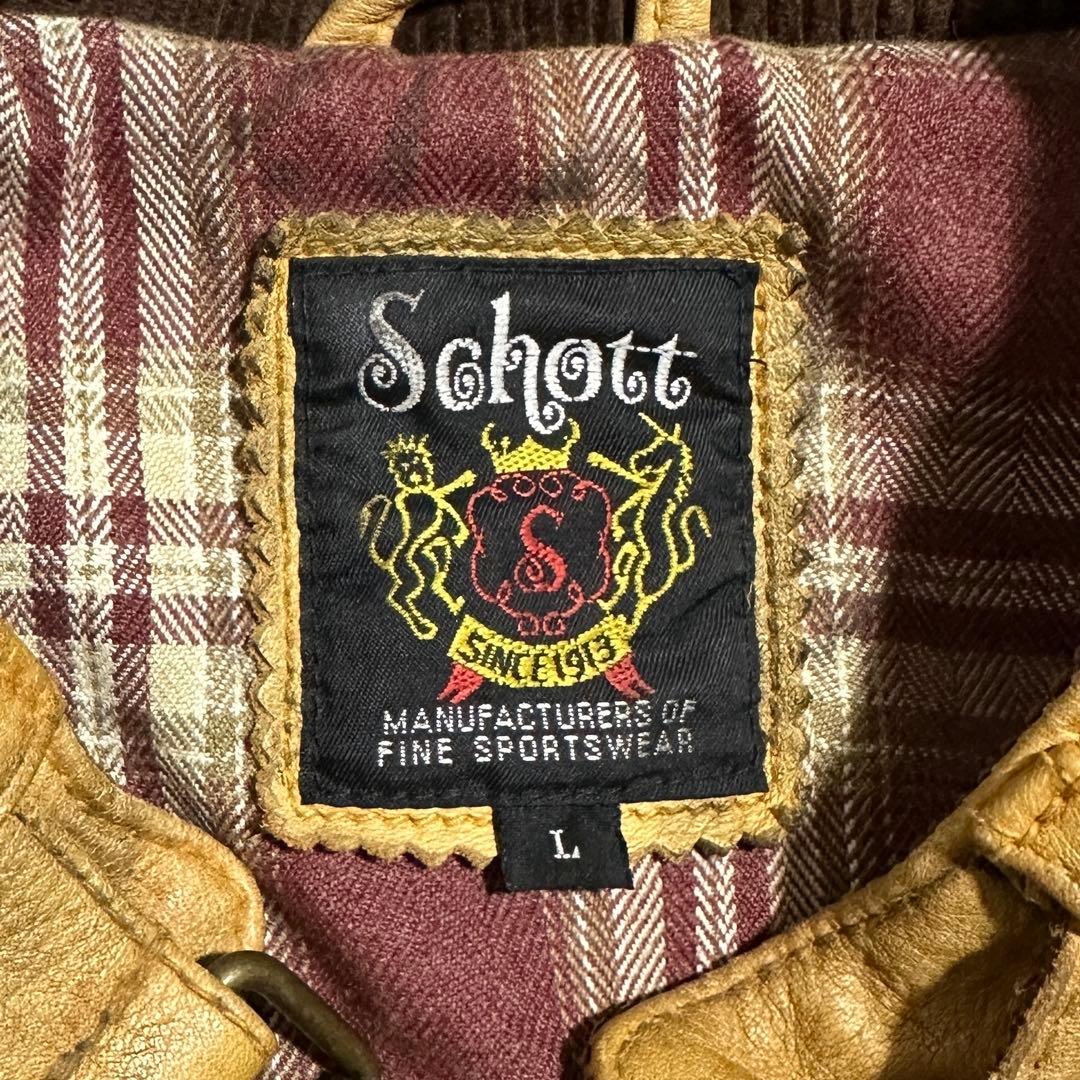 Schott
S
SINCE 1913
MANUFACTURERS OF
FINE SPORTSWEAR
L